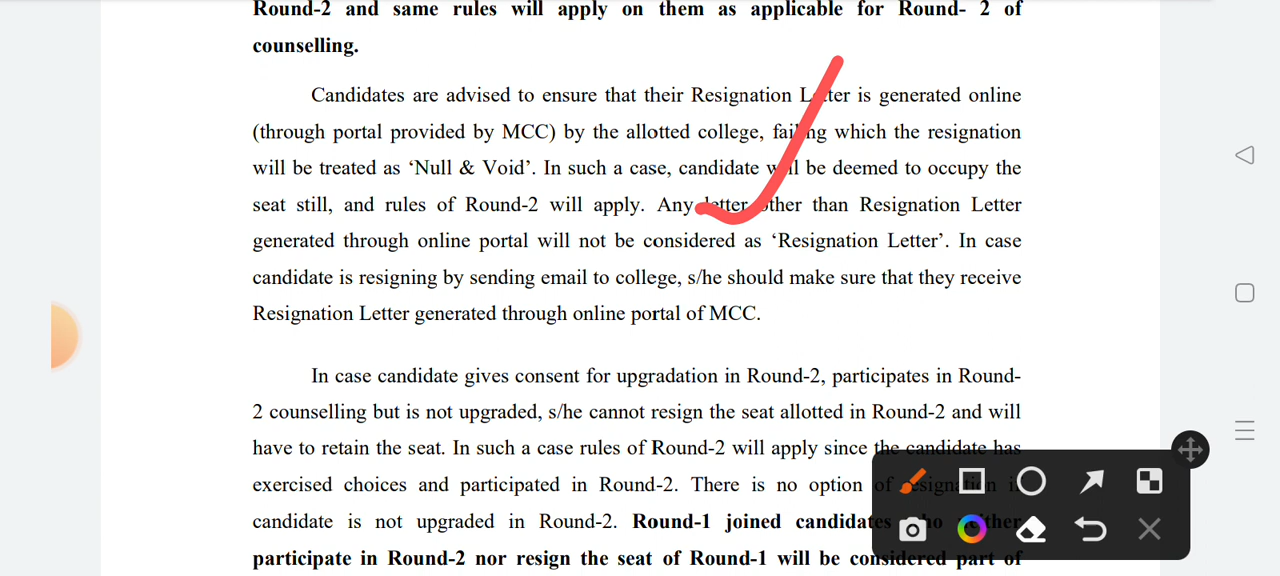 Round-2 and same rules will apply on them as applicable for Round- 2 of
counselling.
Candidates are advised to ensure that their Resignation Letter is generated online
(through portal provided by MCC) by the allotted college, failing which the resignation
will be treated as ‘Null & Void’. In such a case, candidate will be deemed to occupy the
seat still, and rules of Round-2 will apply. Any letter other than Resignation Letter
generated through online portal will not be considered as ‘Resignation Letter’. In case
candidate is resigning by sending email to college, s/he should make sure that they receive
Resignation Letter generated through online portal of MCC.
In case candidate gives consent for upgradation in Round-2, participates in Round-
2 counselling but is not upgraded, s/he cannot resign the seat allotted in Round-2 and will
have to retain the seat. In such a case rules of Round-2 will apply since the candidate has
exercised choices and participated in Round-2. There is no option of resignation
candidate is not upgraded in Round-2. Round-1 joined candidates who neither
participate in Round-2 nor resign the seat of Round-1 will be considered part of